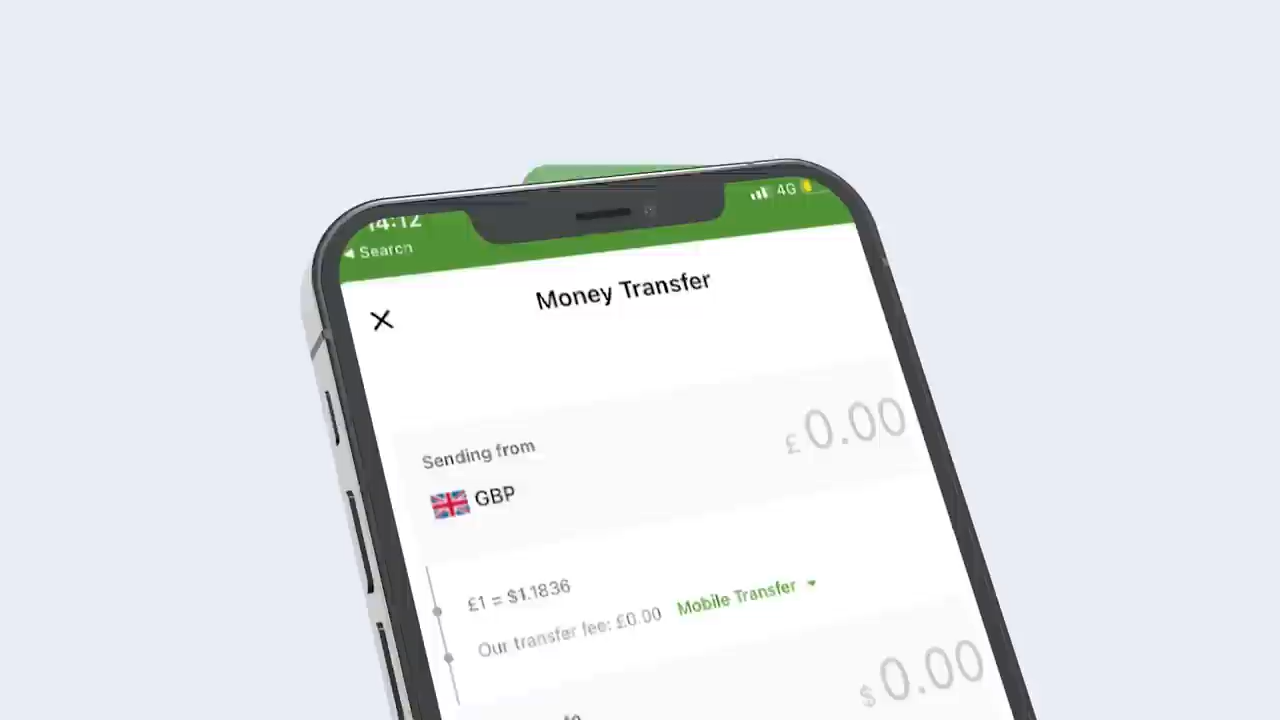 14:12
4G
◀ Search
Money Transfer
Sending from
£ 0.00
GBP
£1 = $1.1836
Our transfer fee: £0.00 Mobile Transfer
$ 0.00